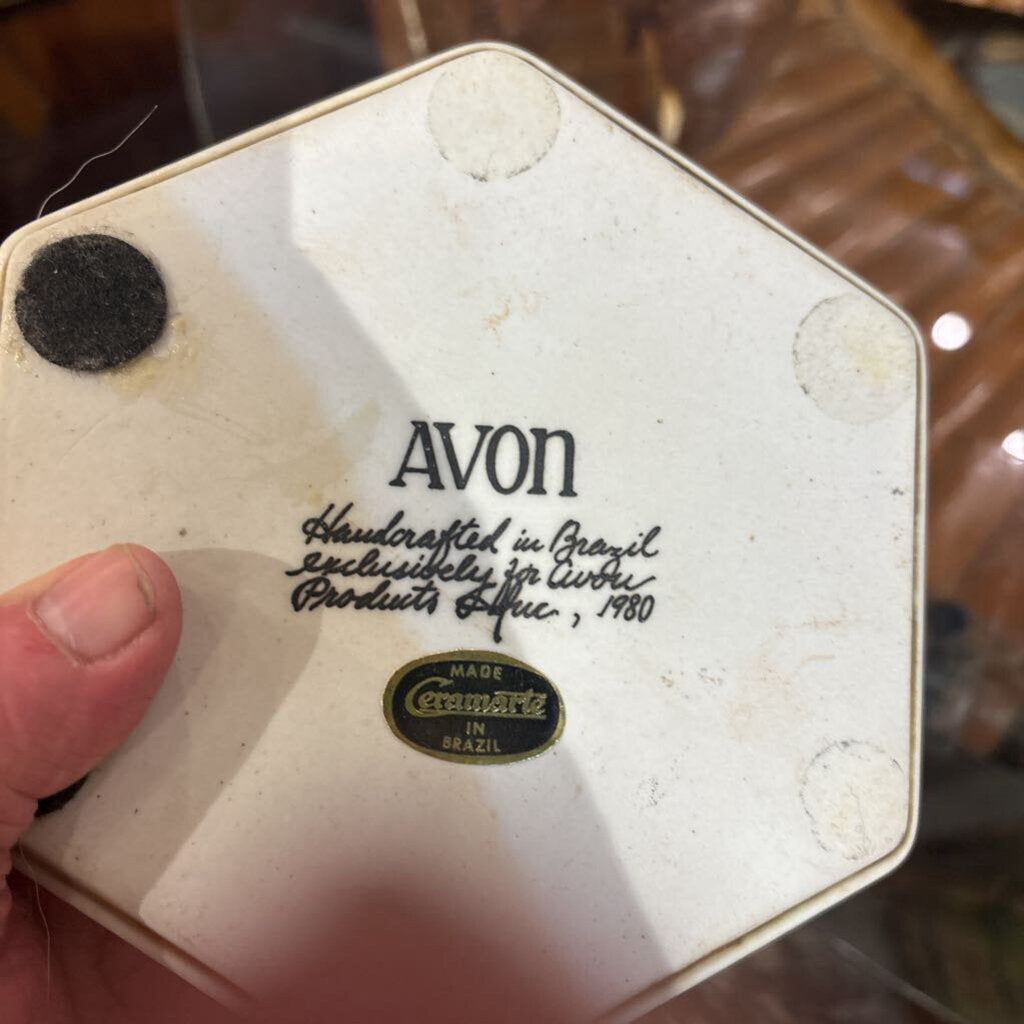 AVON
Handcrafted in Brazil
exclusively for Avon
Products Inc., 1980
MADE
Ceramarte
IN
BRAZIL